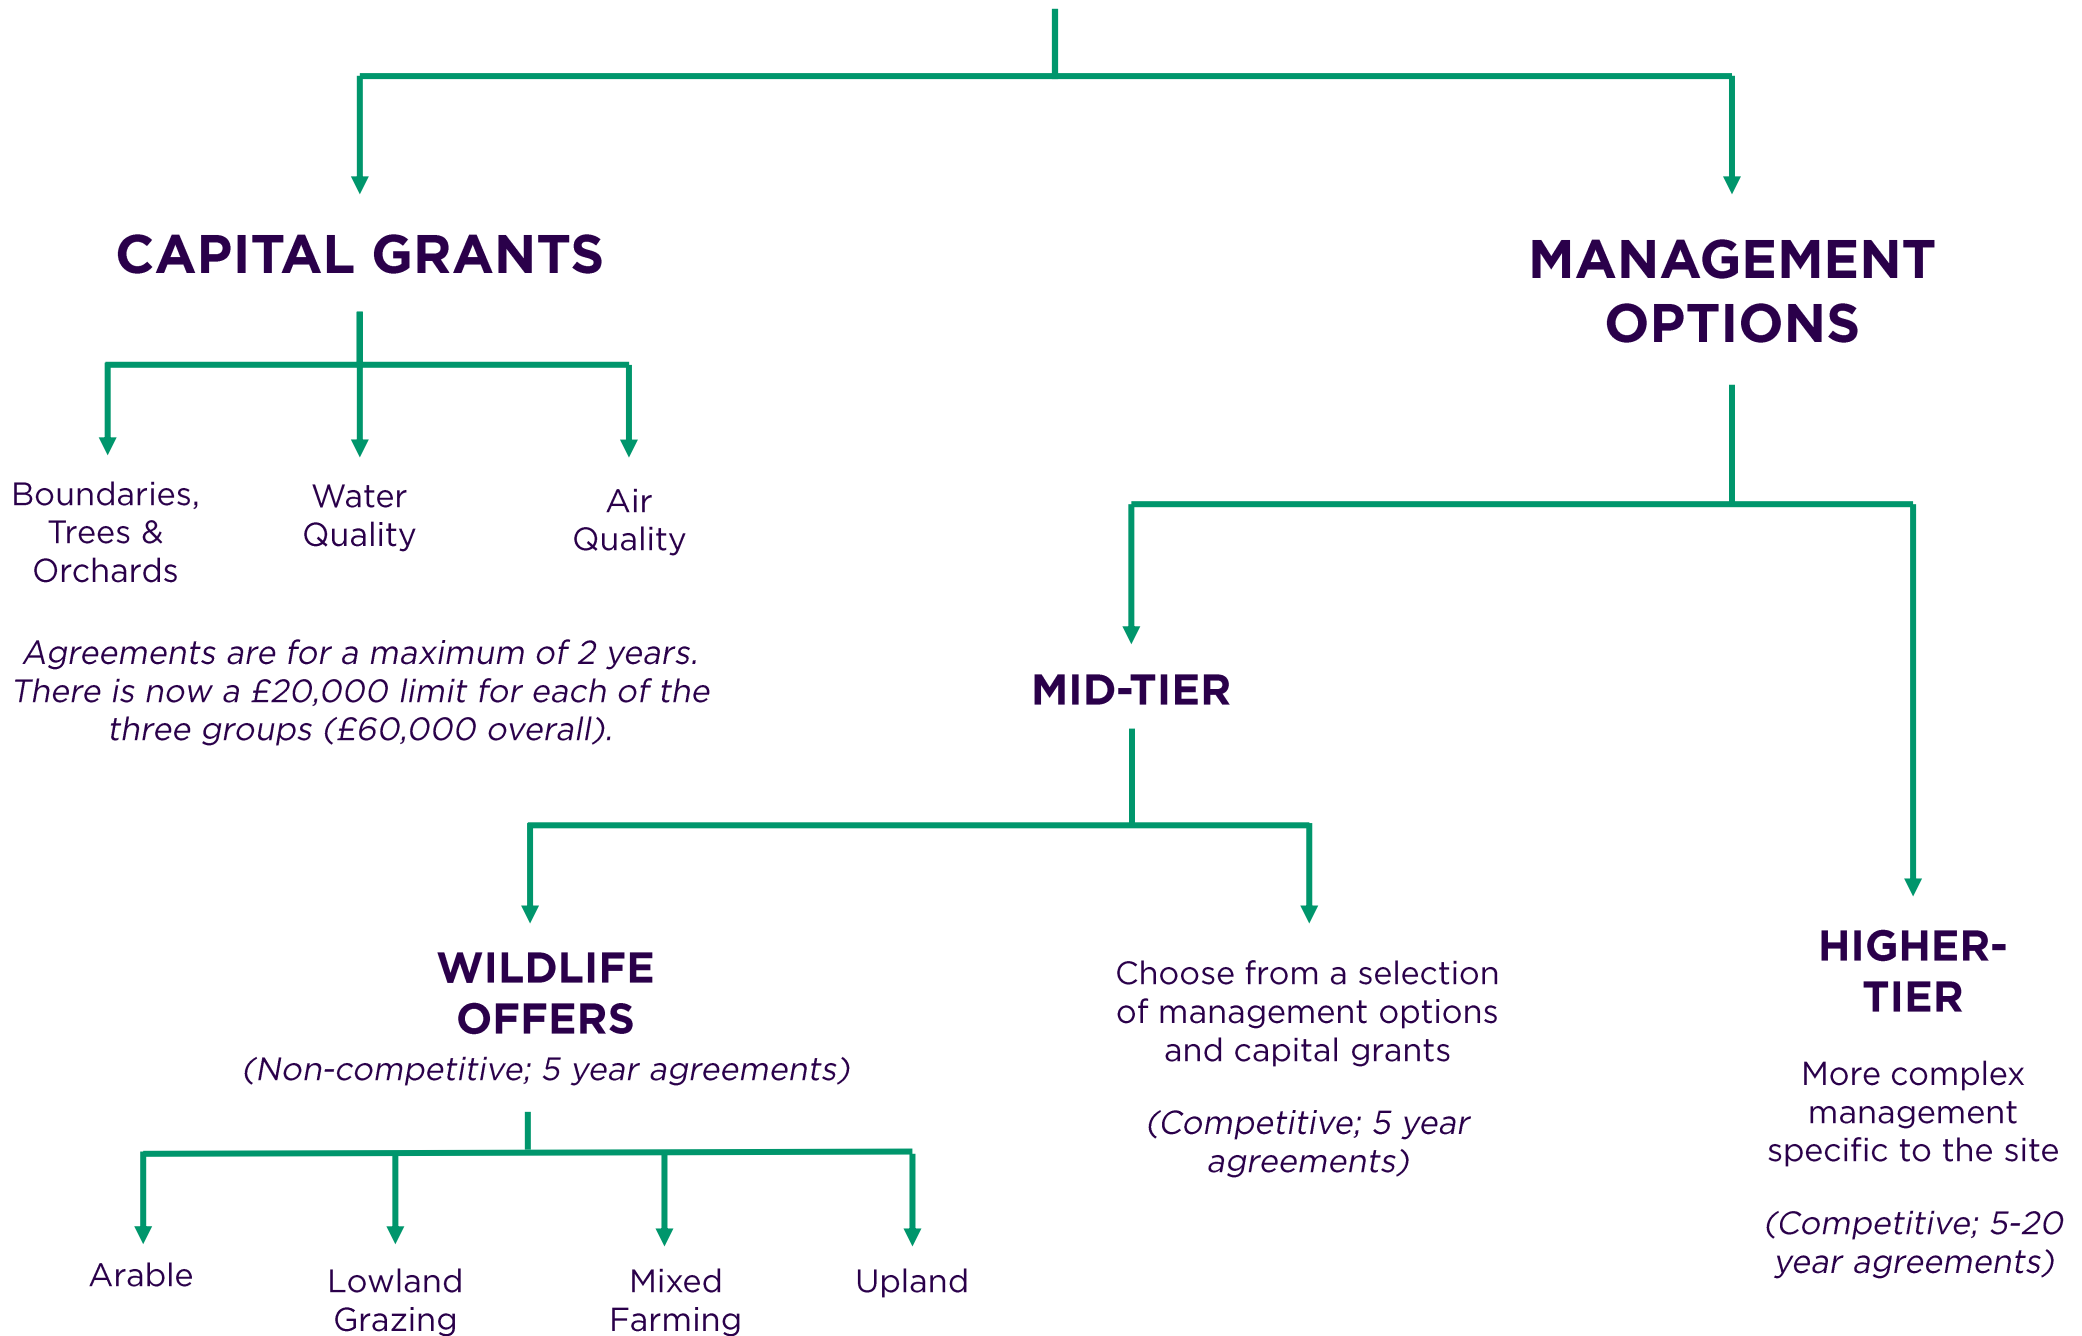 CAPITAL GRANTS
MANAGEMENT
OPTIONS
Boundaries,
Trees &
Orchards
Water
Quality
Air
Quality
Agreements are for a maximum of 2 years.
There is now a £20,000 limit for each of the
three groups (£60,000 overall).
MID-TIER
WILDLIFE
OFFERS
(Non-competitive; 5 year agreements)
Choose from a selection
of management options
and capital grants
(Competitive; 5 year
agreements)
HIGHER-
TIER
More complex
management
specific to the site
(Competitive; 5-20
year agreements)
Arable
Lowland
Grazing
Mixed
Farming
Upland